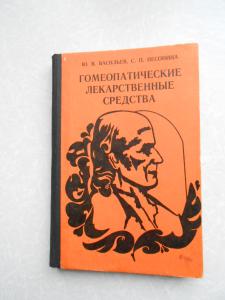 Ю. В. ВАСИЛЬЕВ, С. П. ПЕСОНИНА
ГОМЕОПАТИЧЕСКИЕ
ЛЕКАРСТВЕННЫЕ
СРЕДСТВА